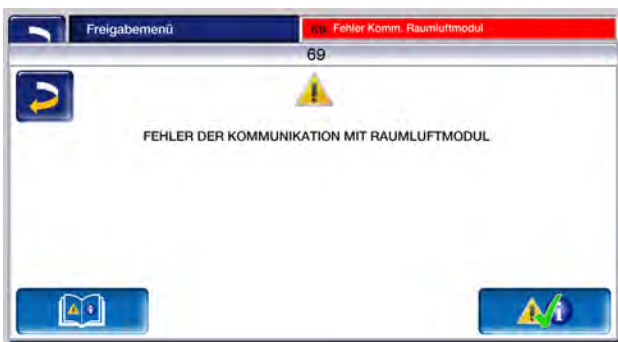 Freigabemenü
69 Fehler Komm. Raumluftmodul
69
FEHLER DER KOMMUNIKATION MIT RAUMLUFTMODUL